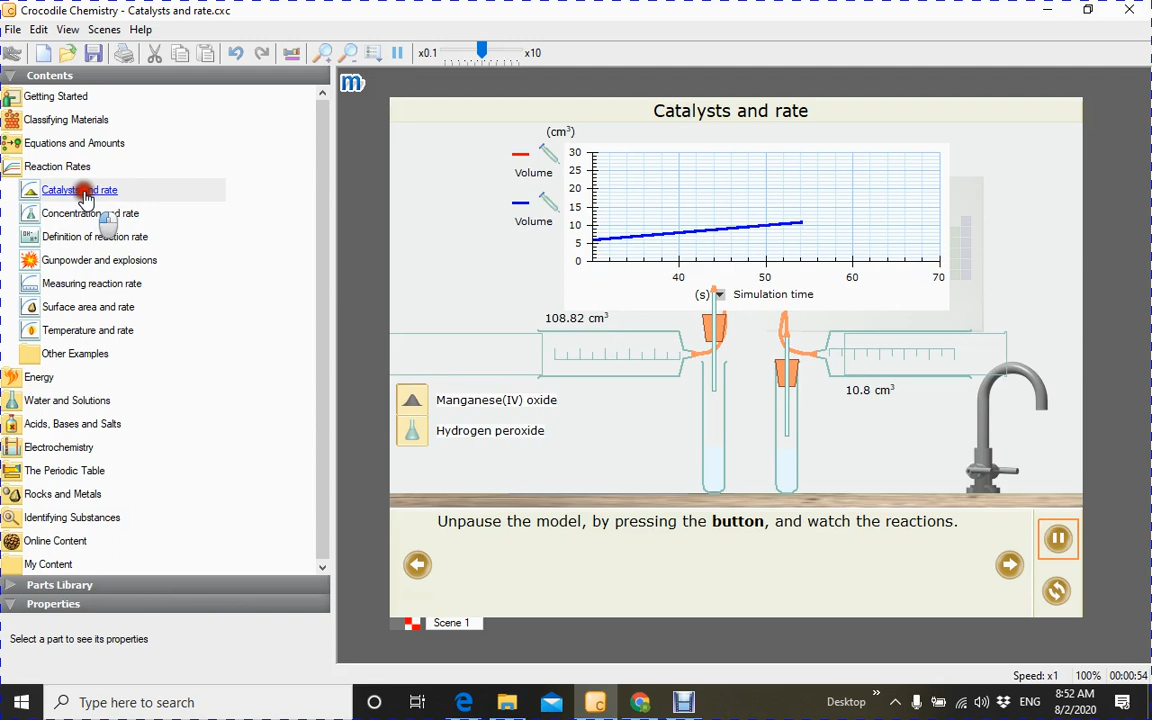 Crocodile Chemistry - Catalysts and rate.cxc
File Edit View Scenes Help
x0.1 x10
Contents
Getting Started
Classifying Materials
Equations and Amounts
Reaction Rates
Catalysts and rate
Concentration and rate
Definition of reaction rate
Gunpowder and explosions
Measuring reaction rate
Surface area and rate
Temperature and rate
Other Examples
Energy
Water and Solutions
Acids, Bases and Salts
Electrochemistry
The Periodic Table
Rocks and Metals
Identifying Substances
Online Content
My Content
Parts Library
Properties
Select a part to see its properties
m
Catalysts and rate
(cm³)
Volume
Volume
30
25
20
15
10
5
0
40 50 60 70
(s) Simulation time
108.82 cm³
10.8 cm³
Manganese(IV) oxide
Hydrogen peroxide
Unpause the model, by pressing the button, and watch the reactions.
Scene 1
Speed: x1 100% 00:00:54
Type here to search
Desktop » ENG
8:52 AM
8/2/2020